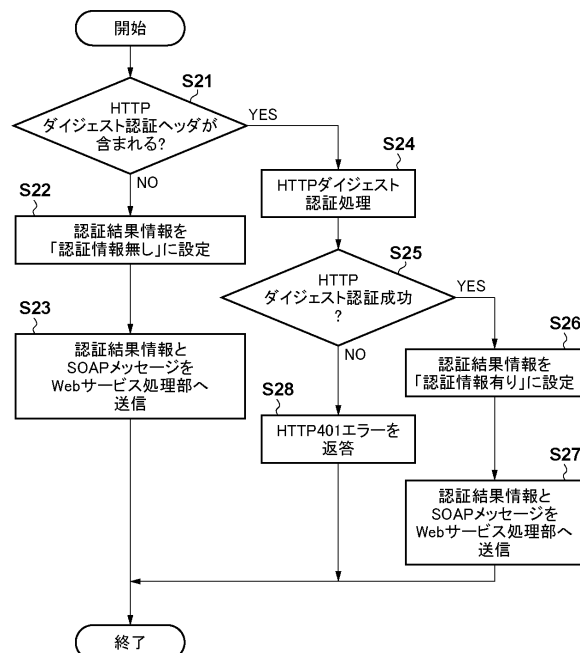 開始
S21
HTTP
ダイジェスト認証ヘッダが
含まれる?
YES
NO
S22
認証結果情報を
「認証情報無し」に設定
S23
認証結果情報と
SOAPメッセージを
Webサービス処理部へ
送信
S24
HTTPダイジェスト
認証処理
S25
HTTP
ダイジェスト認証成功
?
YES
NO
S26
認証結果情報を
「認証情報有り」に設定
S27
認証結果情報と
SOAPメッセージを
Webサービス処理部へ
送信
S28
HTTP401エラーを
返答
終了